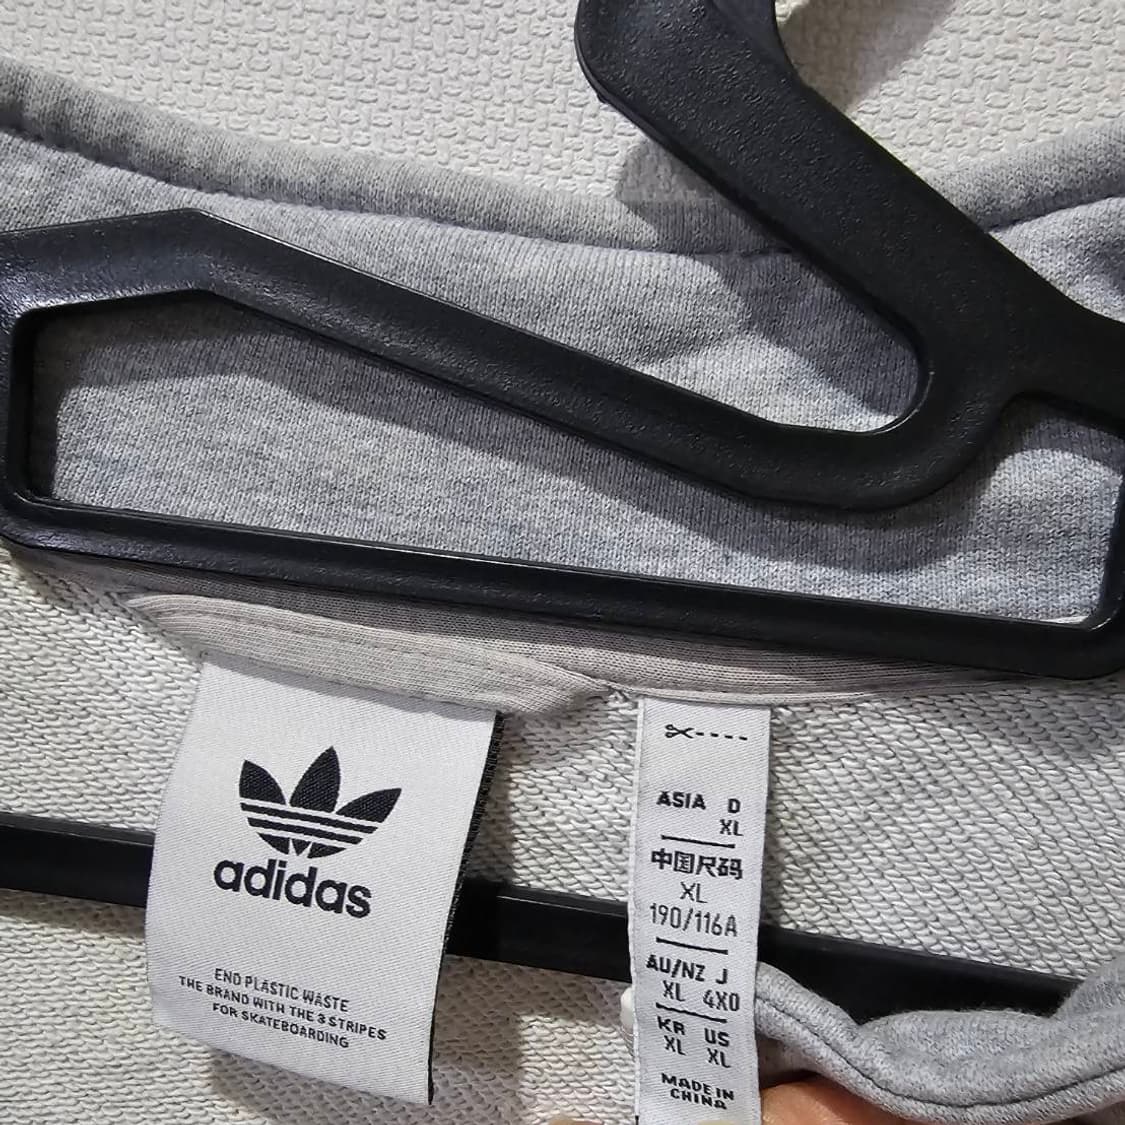 adidas
END PLASTIC WASTE
THE BRAND WITH THE 3 STRIPES
FOR SKATEBOARDING
ASIA D
XL
中国尺码
XL
190/116A
AU/NZ J
XL 4XO
KR US
XL XL
MADE IN
CHINA